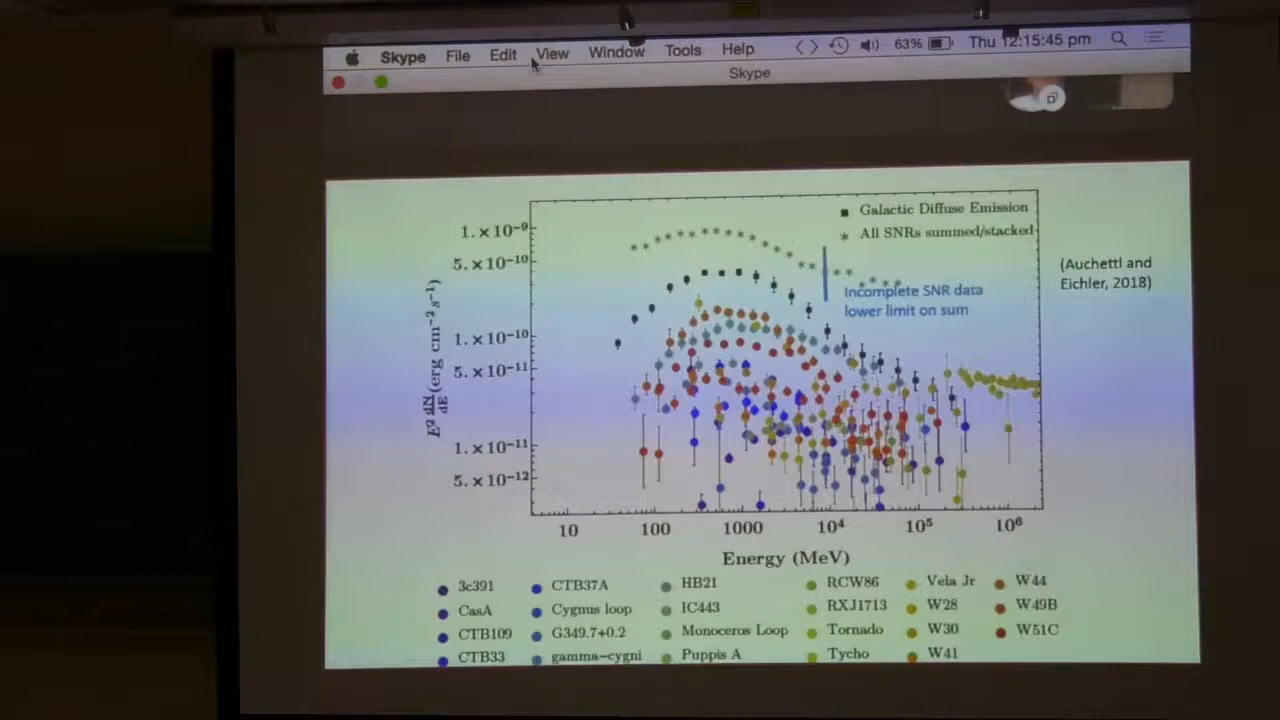 Skype File Edit View Window Tools Help 63% Thu 12:15:45 pm
Skype
Galactic Diffuse Emission
All SNRs summed/stacked
1.×10⁻⁹
5.×10⁻¹⁰
1.×10⁻¹⁰
5.×10⁻¹¹
1.×10⁻¹¹
5.×10⁻¹²
E² dN/dE (erg cm⁻² s⁻¹)
Incomplete SNR data
lower limit on sum
(Auchettl and
Eichler, 2018)
10 100 1000 10⁴ 10⁵ 10⁶
Energy (MeV)
3c391 CTB37A HB21 RCW86 Vela Jr W44
CasA Cygnus loop IC443 RXJ1713 W28 W49B
CTB109 G349.7+0.2 Monoceros Loop Tornado W30 W51C
CTB33 gamma-cygni Puppis A Tycho W41